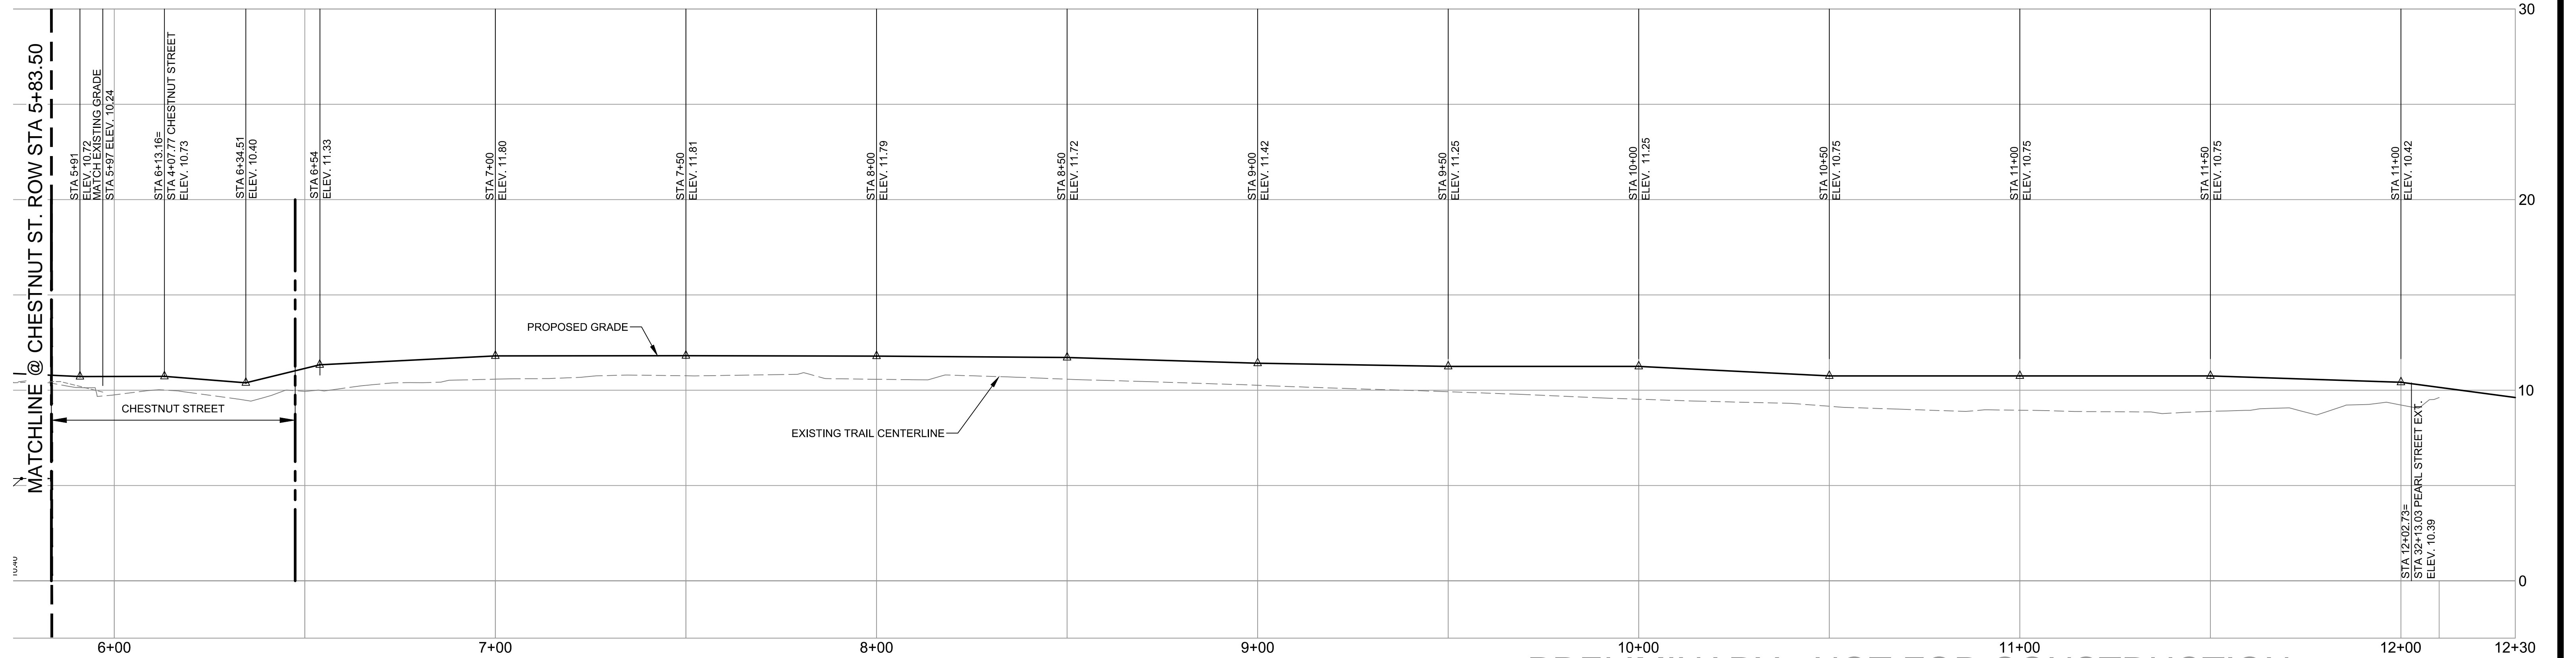 MATCHLINE @ CHESTNUT ST. ROW STA 5+83.50
STA 5+91
ELEV. 10.72
MATCH EXISTING GRADE
STA 5+97 ELEV. 10.24
STA 6+13.16=
STA 4+07.77 CHESTNUT STREET
ELEV. 10.73
STA 6+34.51
ELEV. 10.40
STA 6+54
ELEV. 11.33
STA 7+00
ELEV. 11.80
STA 7+50
ELEV. 11.81
STA 8+00
ELEV. 11.79
STA 8+50
ELEV. 11.72
STA 9+00
ELEV. 11.42
STA 9+50
ELEV. 11.25
STA 10+00
ELEV. 11.25
STA 10+50
ELEV. 10.75
STA 11+00
ELEV. 10.75
STA 11+50
ELEV. 10.75
STA 11+00
ELEV. 10.42
30
20
10
0
PROPOSED GRADE
CHESTNUT STREET
EXISTING TRAIL CENTERLINE
STA 12+02.73=
STA 32+13.03 PEARL STREET EXT.
ELEV. 10.39
6+00
7+00
8+00
9+00
10+00
11+00
12+00
12+30